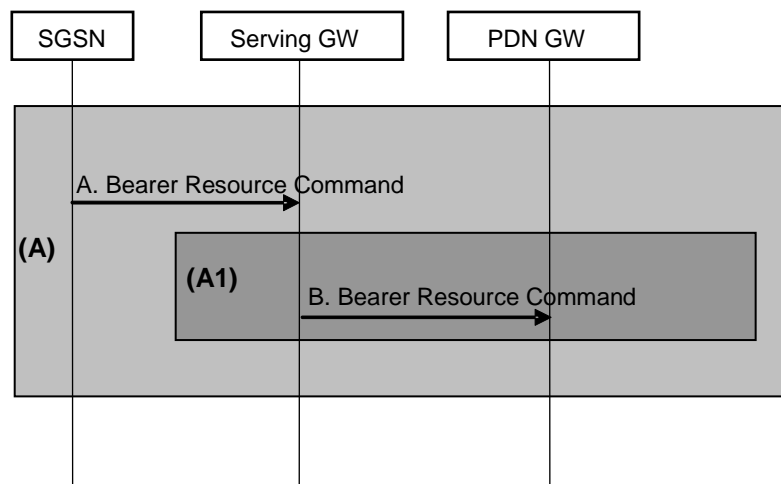 SGSN
Serving GW
PDN GW
A. Bearer Resource Command
(A)
(A1)
B. Bearer Resource Command